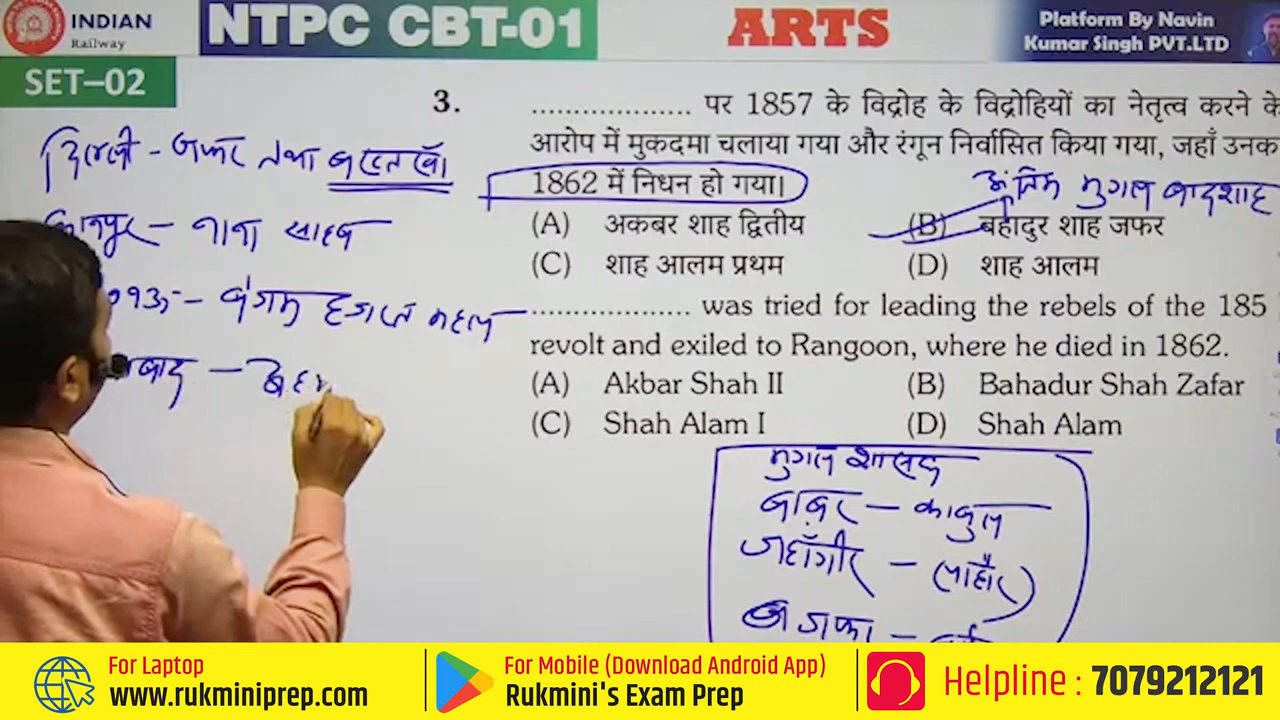 INDIAN
Railway
NTPC CBT-01
ARTS
Platform By Navin
Kumar Singh PVT.LTD
SET–02
3.
.................... पर 1857 के विद्रोह के विद्रोहियों का नेतृत्व करने के
आरोप में मुकदमा चलाया गया और रंगून निर्वासित किया गया, जहाँ उनक
1862 में निधन हो गया।
अंतिम मुगल बादशाह
(A) अकबर शाह द्वितीय (B) बहादुर शाह जफर
(C) शाह आलम प्रथम (D) शाह आलम
.................... was tried for leading the rebels of the 185
revolt and exiled to Rangoon, where he died in 1862.
(A) Akbar Shah II (B) Bahadur Shah Zafar
(C) Shah Alam I (D) Shah Alam
दिल्ली - जफर तथा बख्त खाँ
कानपुर - नाना साहब
बेगम हजरत महल
बाद -
मुगल शासक
बाबर - काबुल
जहाँगीर - लाहौर
For Laptop
www.rukminiprep.com
For Mobile (Download Android App)
Rukmini's Exam Prep
Helpline : 7079212121